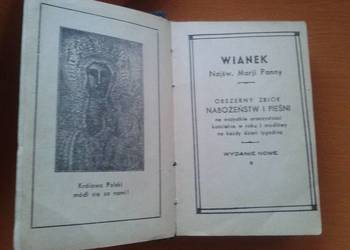 Królowa Polski
módl się za nami!
WIANEK
Najśw. Marji Panny
OBSZERNY ZBIÓR
NABOŻEŃSTW I PIEŚNI
na wszystkie uroczystości
kościelne w roku i modlitwy
na każdy dzień tygodnia
WYDANIE NOWE